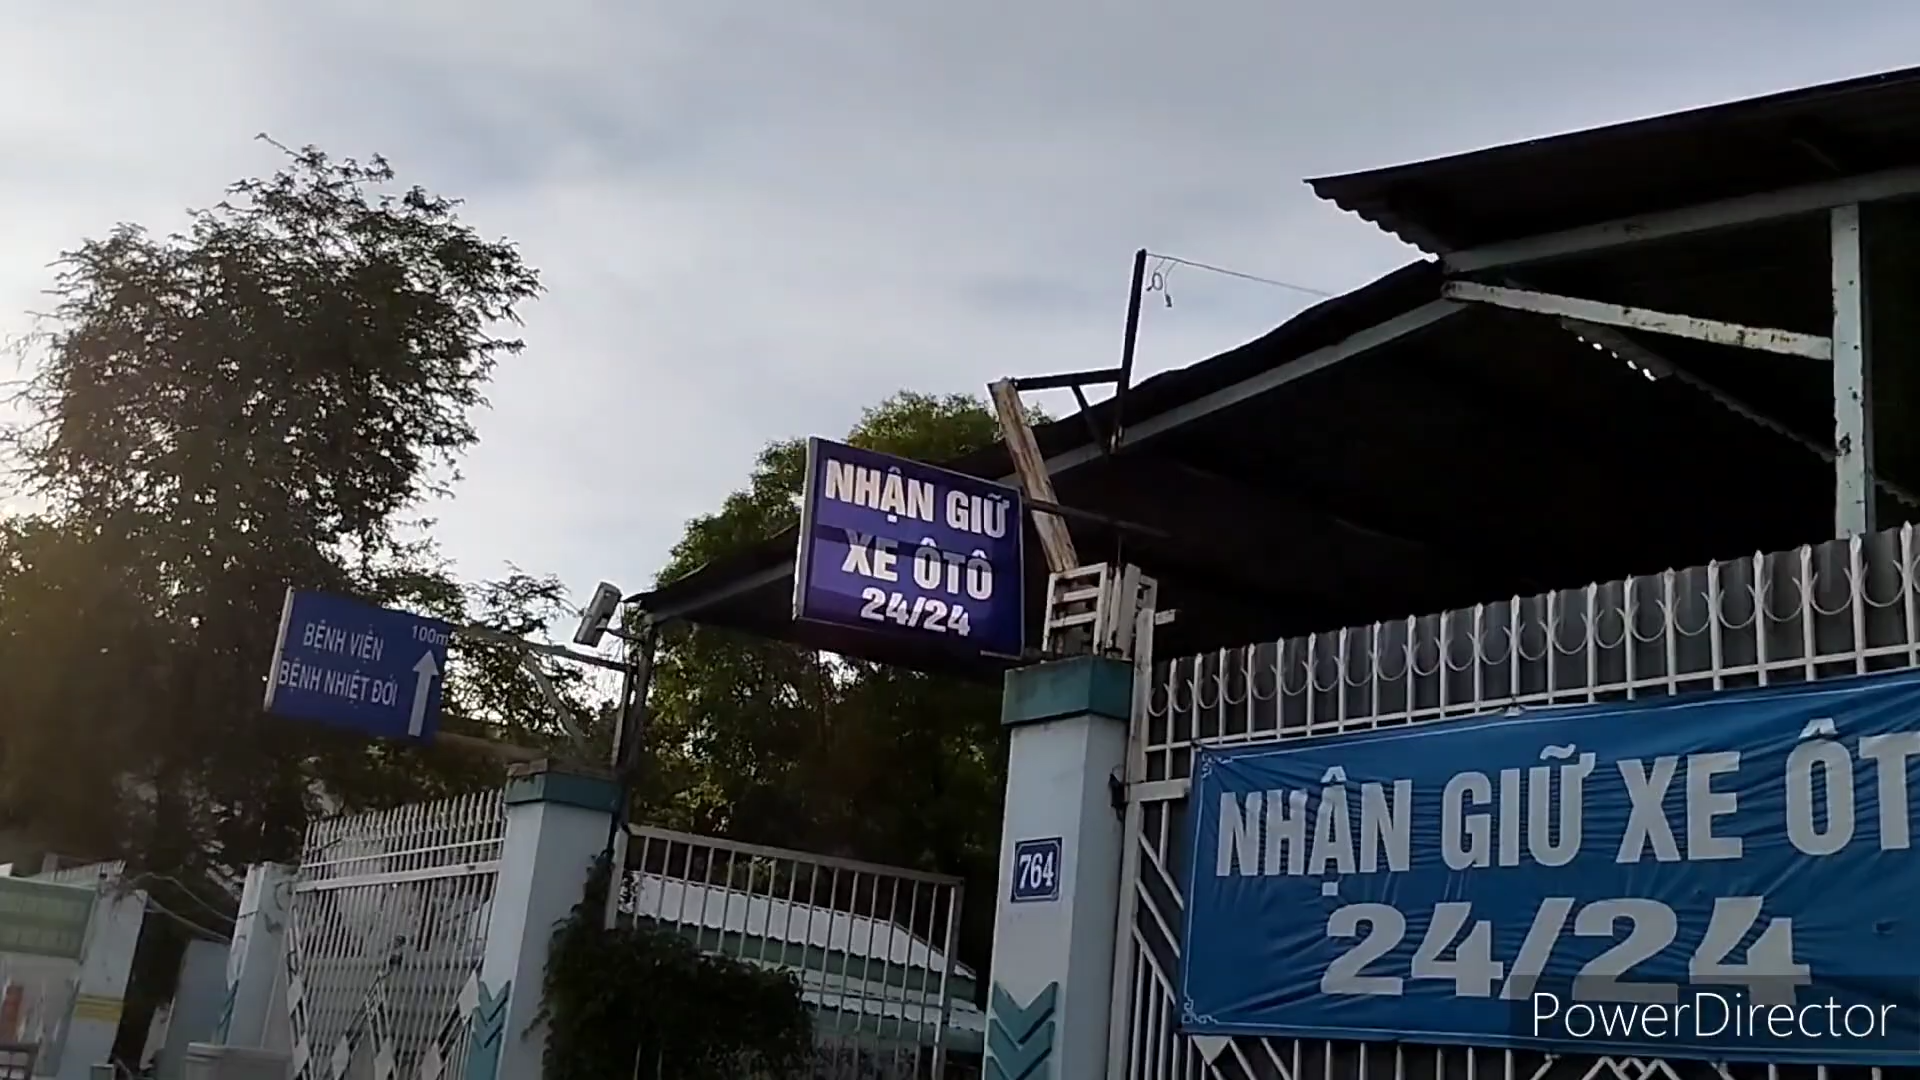 NHẬN GIỮ
XE ÔTÔ
24/24
BỆNH VIỆN 100m
BỆNH NHIỆT ĐỚI
764
NHẬN GIỮ XE ÔT
24/24
PowerDirector